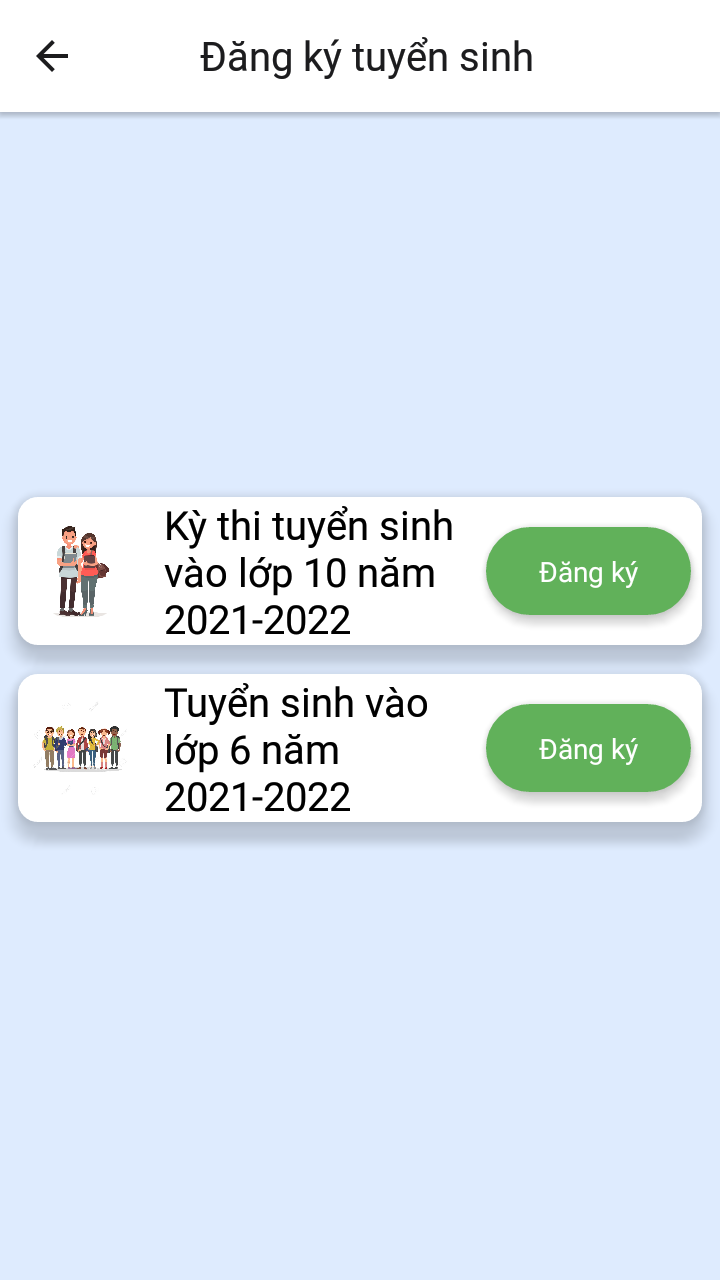 Đăng ký tuyển sinh
Kỳ thi tuyển sinh
vào lớp 10 năm
2021-2022
Đăng ký
Tuyển sinh vào
lớp 6 năm
2021-2022
Đăng ký